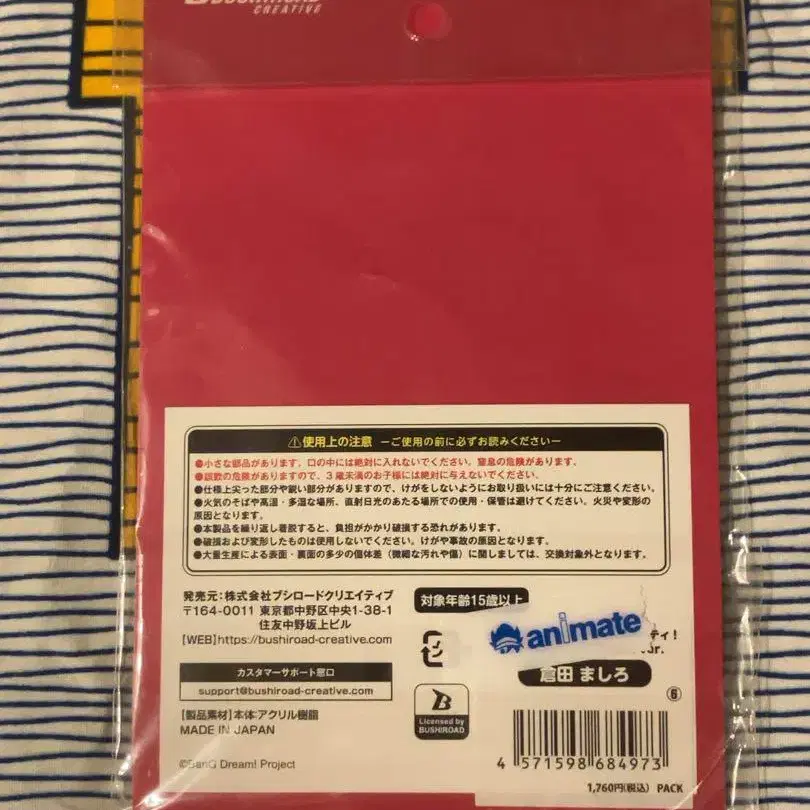 BUSHIROAD
CREATIVE
⚠使用上の注意 ーご使用の前に必ずお読みくださいー
●小さな部品があります。口の中には絶対に入れないでください。窒息の危険があります。
●誤飲の危険がありますので、3歳未満のお子様には絶対に与えないでください。
●仕様上尖った部分や鋭い部分がありますので、けがをしないようにお取り扱いには十分にご注意ください。
●火気のそばや高温・多湿な場所、直射日光のあたる場所での使用・保管は避けてください。火災や変形の
原因となります。
●本製品を繰り返し着脱すると、負担がかかり破損する恐れがあります。
●破損および変形したものは使用しないでください。けがや事故の原因となります。
●大量生産による表面・裏面の多少の個体差（微細な汚れや傷）に関しましては、交換対象外となります。
発売元：株式会社ブシロードクリエイティブ
〒164-0011 東京都中野区中央1-38-1
住友中野坂上ビル
【WEB】https://bushiroad-creative.com
カスタマーサポート窓口
support@bushiroad-creative.com
【製品素材】本体:アクリル樹脂
MADE IN JAPAN
©BanG Dream! Project
対象年齢15歳以上
animate
ティ！
ver.
倉田 ましろ
⑥
B
Licensed by
BUSHIROAD
4 571598 684973
1,760円(税込) PACK